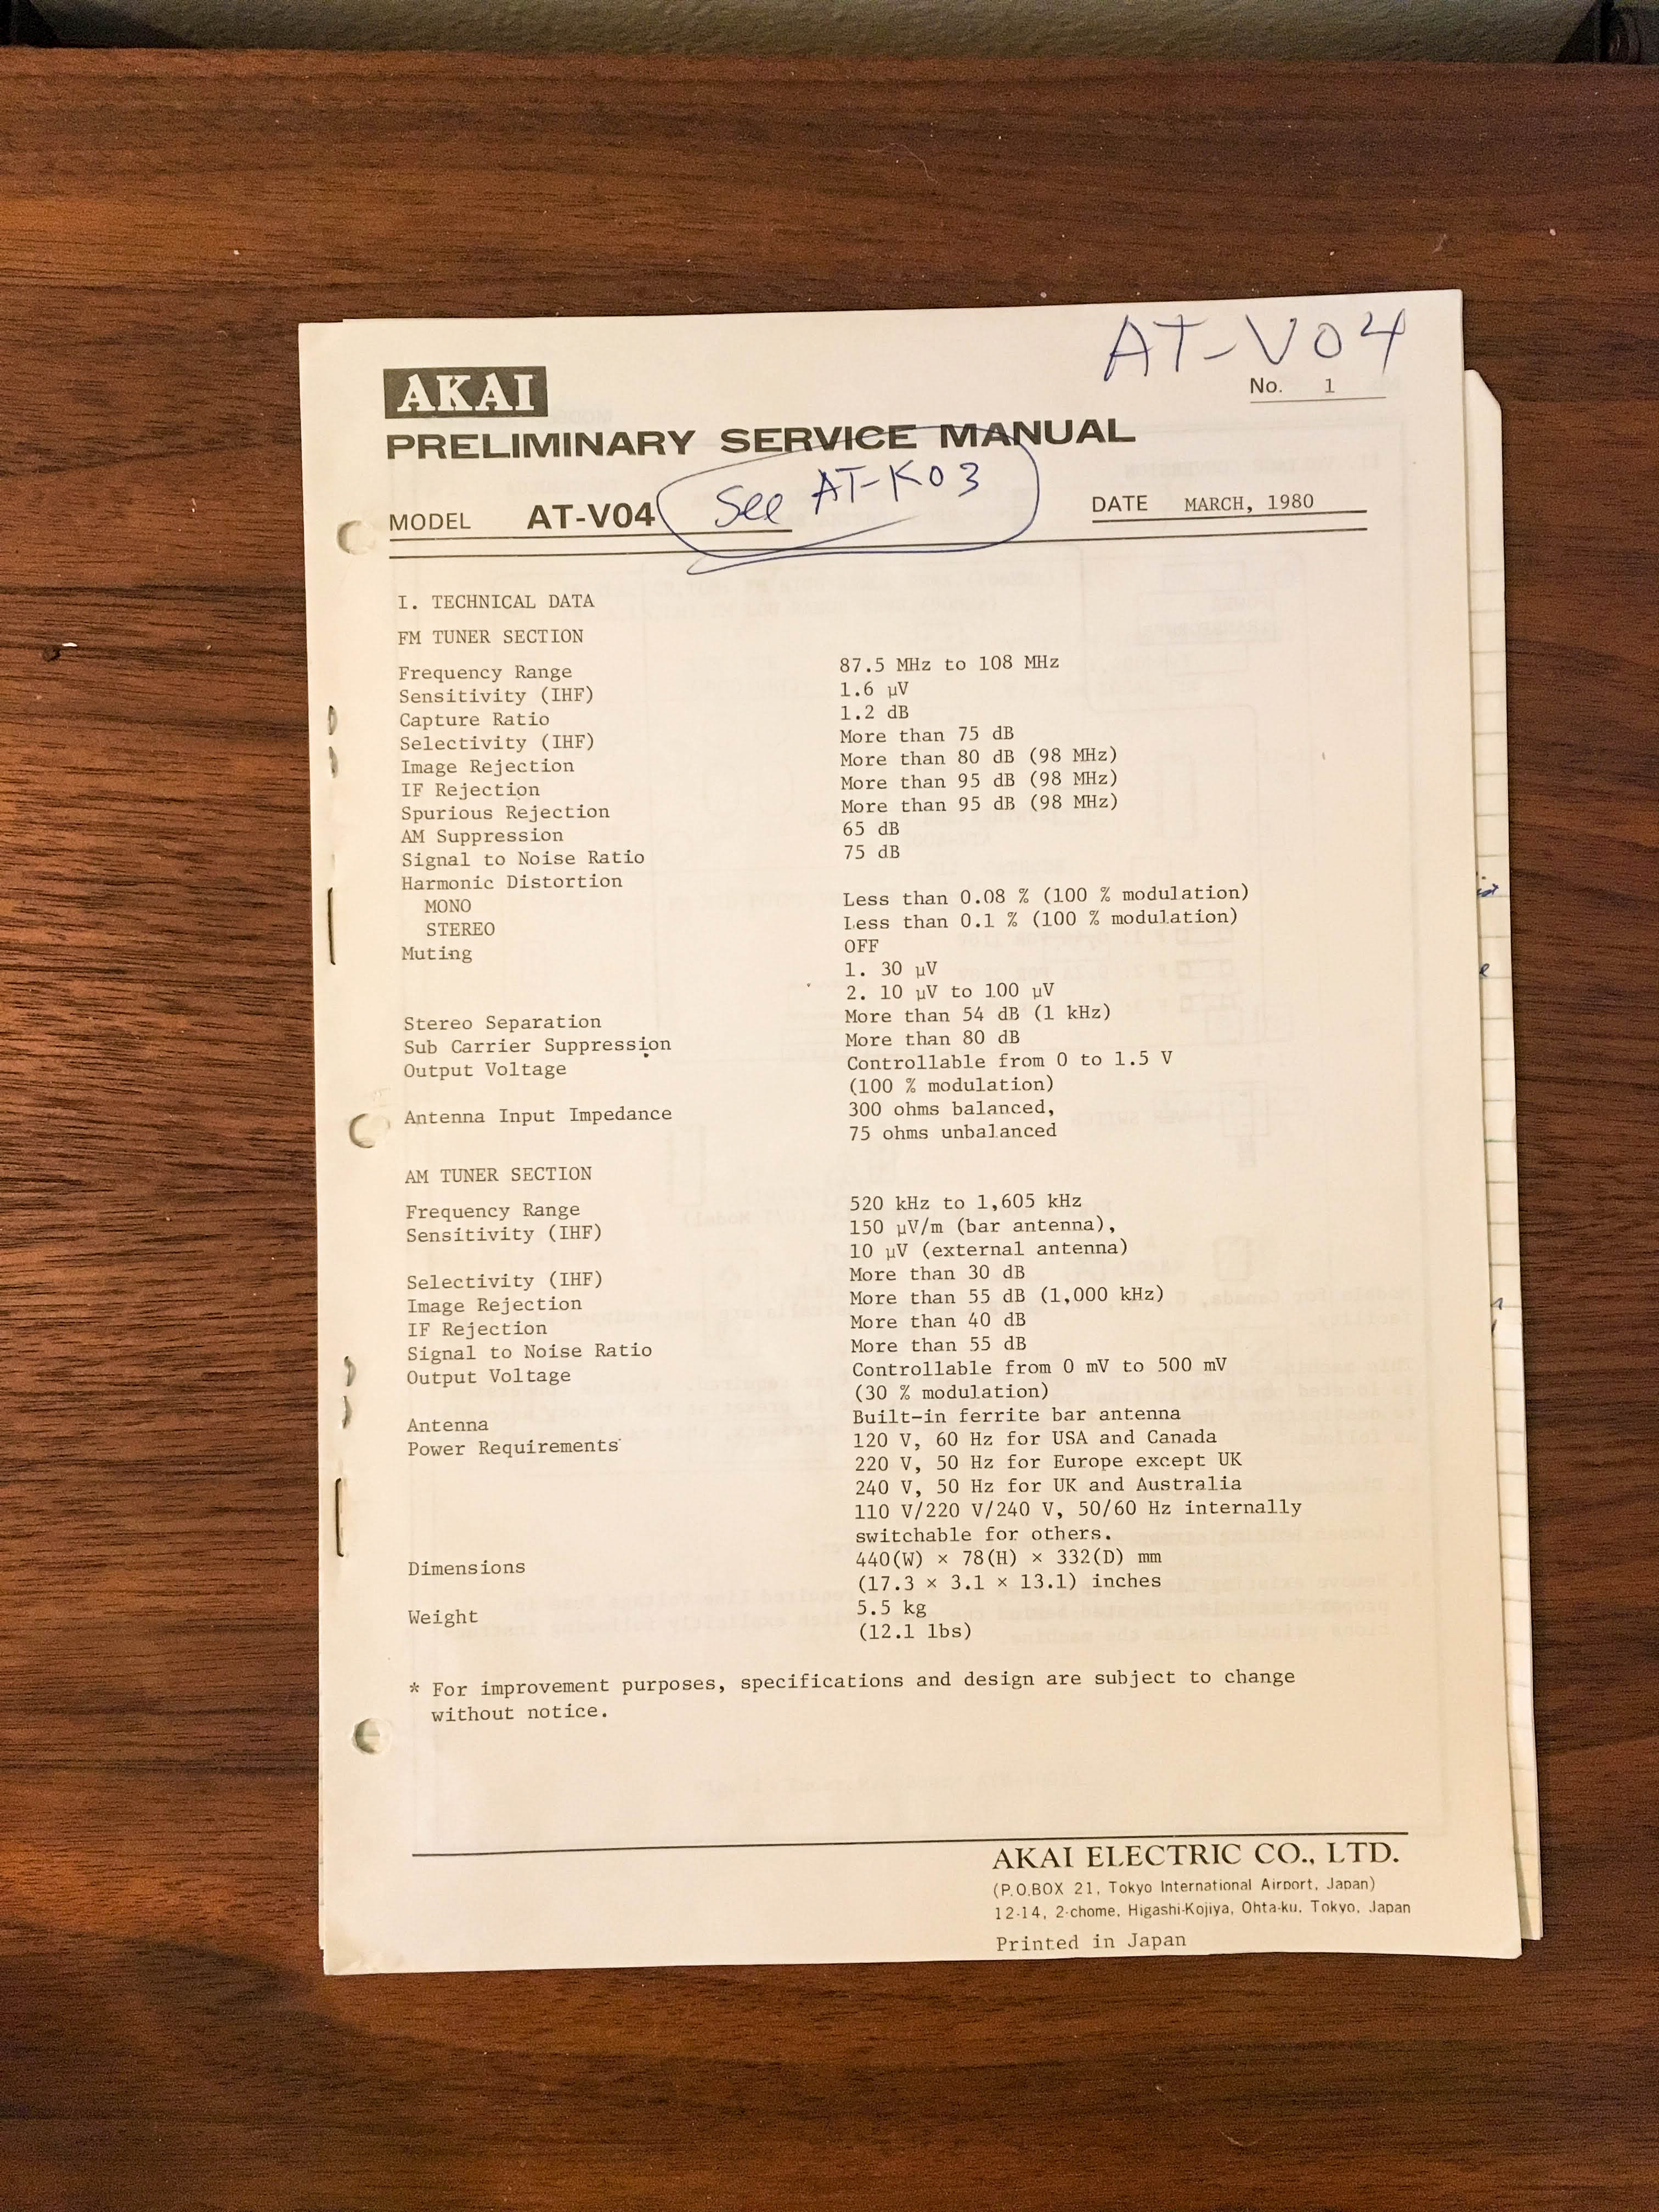 AT-V04
AKAI
No. 1
PRELIMINARY SERVICE MANUAL
See AT-K03
MODEL AT-V04
DATE MARCH, 1980
I. TECHNICAL DATA
FM TUNER SECTION
Frequency Range 87.5 MHz to 108 MHz
Sensitivity (IHF) 1.6 µV
Capture Ratio 1.2 dB
Selectivity (IHF) More than 75 dB
Image Rejection More than 80 dB (98 MHz)
IF Rejection More than 95 dB (98 MHz)
Spurious Rejection More than 95 dB (98 MHz)
AM Suppression 65 dB
Signal to Noise Ratio 75 dB
Harmonic Distortion
MONO Less than 0.08 % (100 % modulation)
STEREO Less than 0.1 % (100 % modulation)
Muting OFF
1. 30 µV
2. 10 µV to 100 µV
Stereo Separation More than 54 dB (1 kHz)
Sub Carrier Suppression More than 80 dB
Output Voltage Controllable from 0 to 1.5 V
(100 % modulation)
Antenna Input Impedance 300 ohms balanced,
75 ohms unbalanced
AM TUNER SECTION
Frequency Range 520 kHz to 1,605 kHz
Sensitivity (IHF) 150 µV/m (bar antenna),
10 µV (external antenna)
Selectivity (IHF) More than 30 dB
Image Rejection More than 55 dB (1,000 kHz)
IF Rejection More than 40 dB
Signal to Noise Ratio More than 55 dB
Output Voltage Controllable from 0 mV to 500 mV
(30 % modulation)
Antenna Built-in ferrite bar antenna
Power Requirements 120 V, 60 Hz for USA and Canada
220 V, 50 Hz for Europe except UK
240 V, 50 Hz for UK and Australia
110 V/220 V/240 V, 50/60 Hz internally
switchable for others.
Dimensions 440(W) × 78(H) × 332(D) mm
(17.3 × 3.1 × 13.1) inches
Weight 5.5 kg
(12.1 lbs)
* For improvement purposes, specifications and design are subject to change
without notice.
AKAI ELECTRIC CO., LTD.
(P.O.BOX 21, Tokyo International Airport, Japan)
12-14, 2-chome, Higashi-Kojiya, Ohta-ku, Tokyo, Japan
Printed in Japan